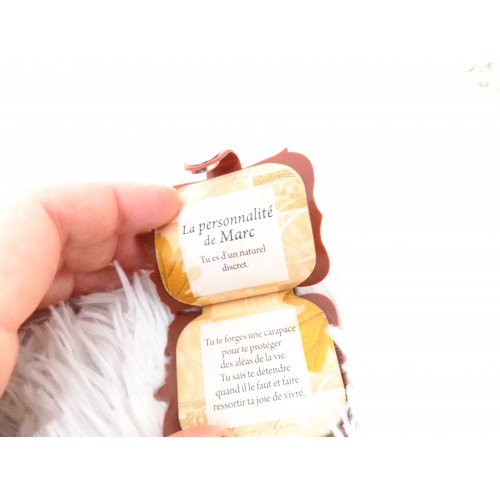 La personnalité
de Marc
Tu es d'un naturel
discret.
Tu te forges une carapace
pour te protéger
des aléas de la vie.
Tu sais te détendre
quand il le faut et faire
ressortir ta joie de vivre.